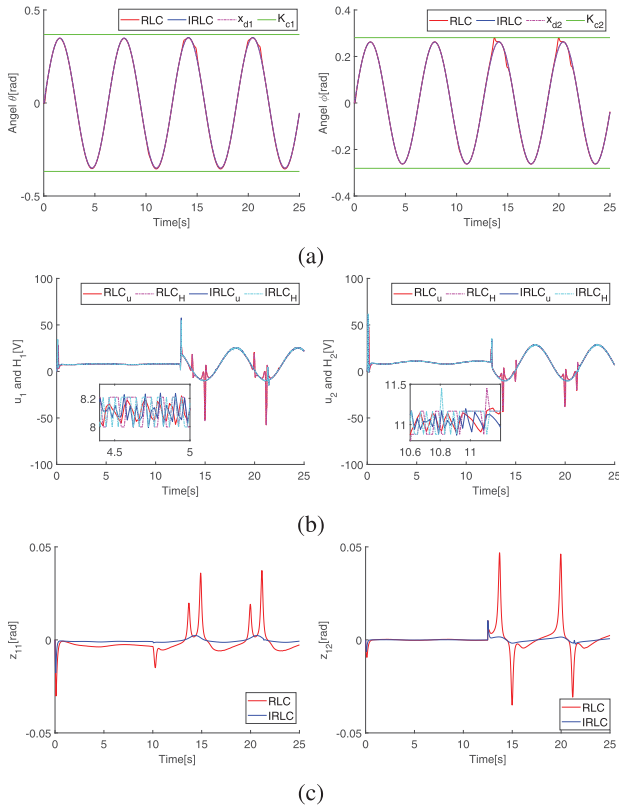 RLC IRLC x_d1 K_c1
Angel θ[rad]
0.5
0
-0.5
0 5 10 15 20 25
Time[s]
RLC IRLC x_d2 K_c2
Angel ϕ[rad]
0.4
0.2
0
-0.2
-0.4
0 5 10 15 20 25
Time[s]
(a)
RLC_u RLC_H IRLC_u IRLC_H
u_1 and H_1[V]
100
50
0
-50
-100
8.2
8
4.5 5
0 5 10 15 20 25
Time[s]
RLC_u RLC_H IRLC_u IRLC_H
u_2 and H_2[V]
100
50
0
-50
-100
11.5
11
10.6 10.8 11
0 5 10 15 20 25
Time[s]
(b)
z_11[rad]
0.05
0
-0.05
RLC
IRLC
0 5 10 15 20 25
Time[s]
z_12[rad]
0.05
0
-0.05
RLC
IRLC
0 5 10 15 20 25
Time[s]
(c)